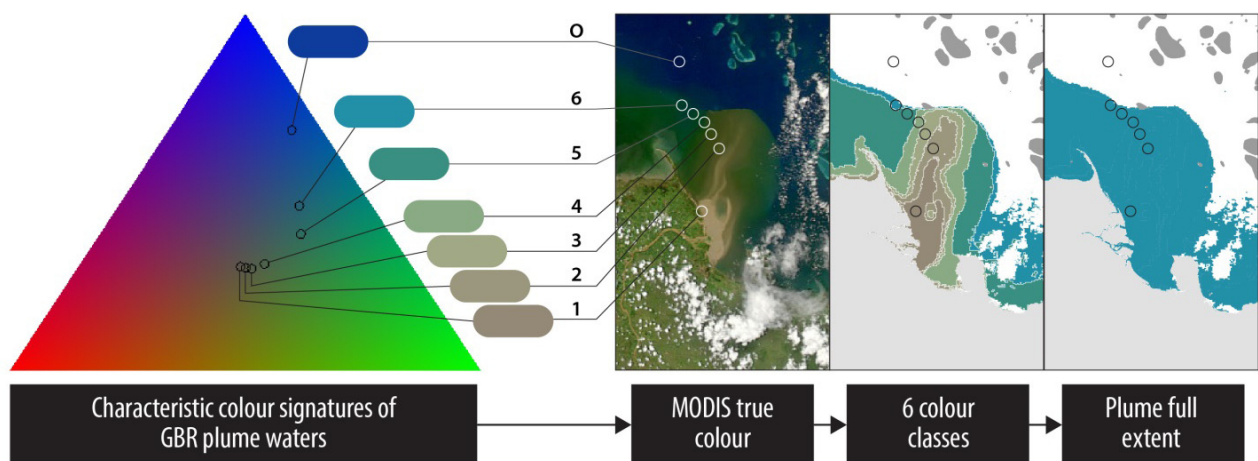 O
6
5
4
3
2
1
Characteristic colour signatures of
GBR plume waters
MODIS true
colour
6 colour
classes
Plume full
extent